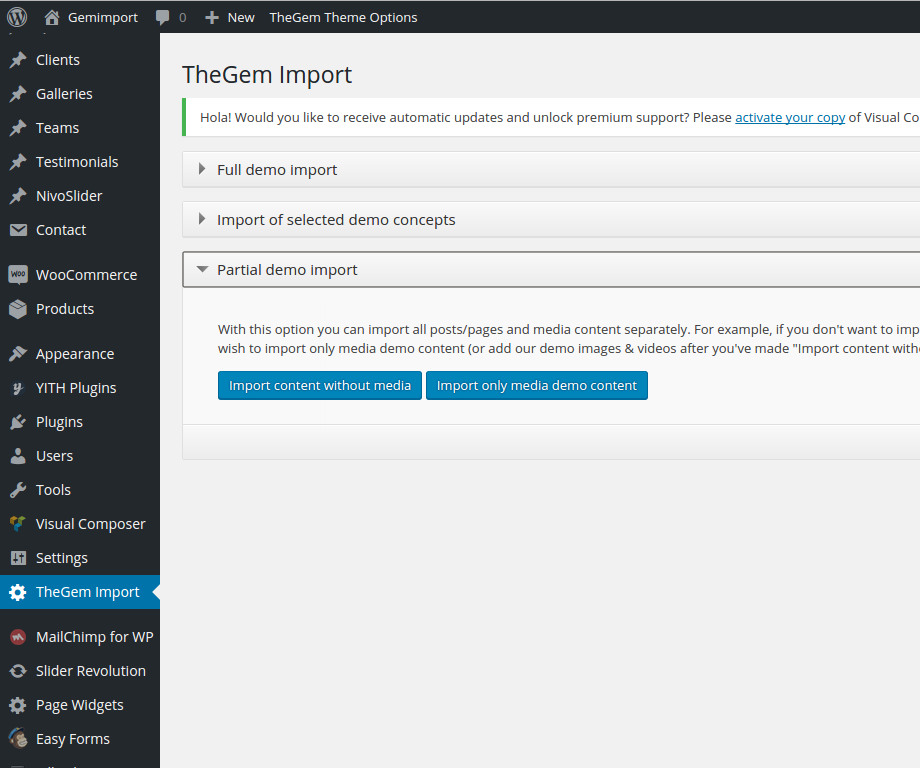 Gemimport 0 New TheGem Theme Options
Clients
Galleries
Teams
Testimonials
NivoSlider
Contact
WOO WooCommerce
Products
Appearance
YITH Plugins
Plugins
Users
Tools
Visual Composer
Settings
TheGem Import
MailChimp for WP
Slider Revolution
Page Widgets
Easy Forms
TheGem Import
Hola! Would you like to receive automatic updates and unlock premium support? Please activate your copy of Visual Co
Full demo import
Import of selected demo concepts
Partial demo import
With this option you can import all posts/pages and media content separately. For example, if you don't want to imp
wish to import only media demo content (or add our demo images & videos after you've made "Import content with
Import content without media Import only media demo content